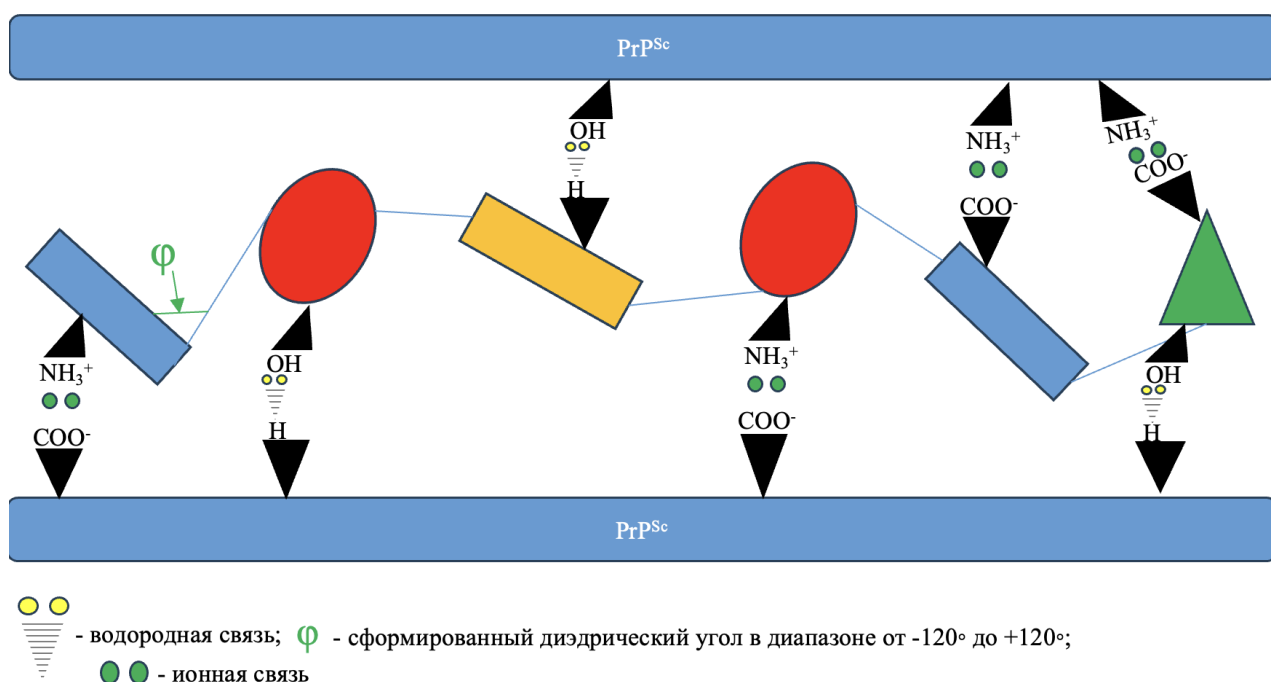 PrPˢᶜ
OH
H
NH₃⁺
COO⁻
NH₃⁺
COO⁻
φ
NH₃⁺
COO⁻
OH
H
NH₃⁺
COO⁻
OH
H
PrPˢᶜ
- водородная связь; φ - сформированный диэдрический угол в диапазоне от -120° до +120°;
- ионная связь